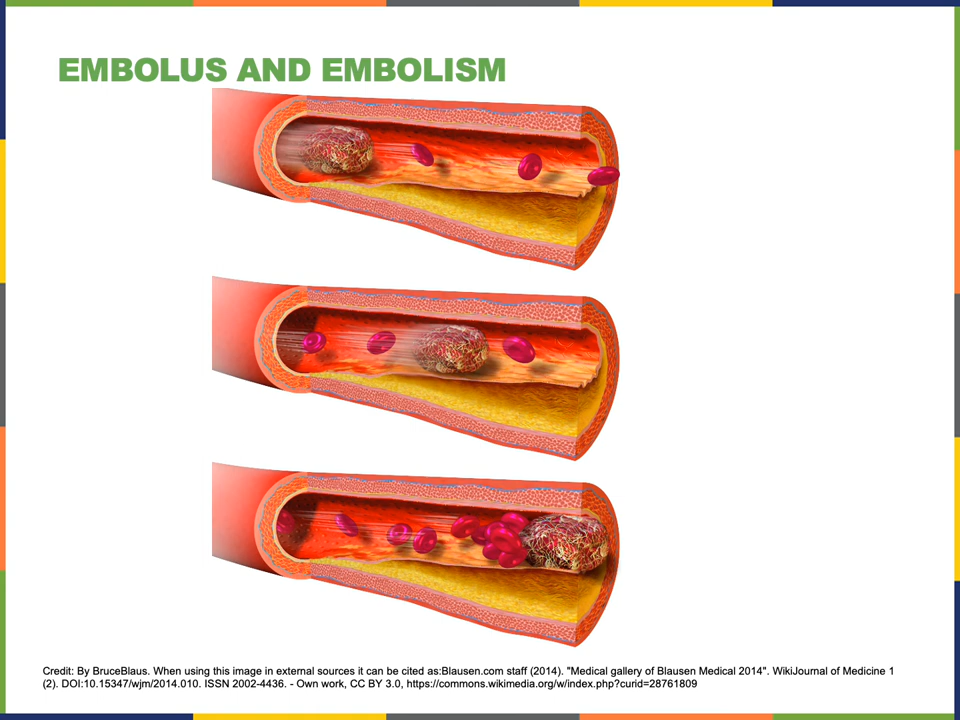 EMBOLUS AND EMBOLISM
Credit: By BruceBlaus. When using this image in external sources it can be cited as:Blausen.com staff (2014). "Medical gallery of Blausen Medical 2014". WikiJournal of Medicine 1
(2). DOI:10.15347/wjm/2014.010. ISSN 2002-4436. - Own work, CC BY 3.0, https://commons.wikimedia.org/w/index.php?curid=28761809